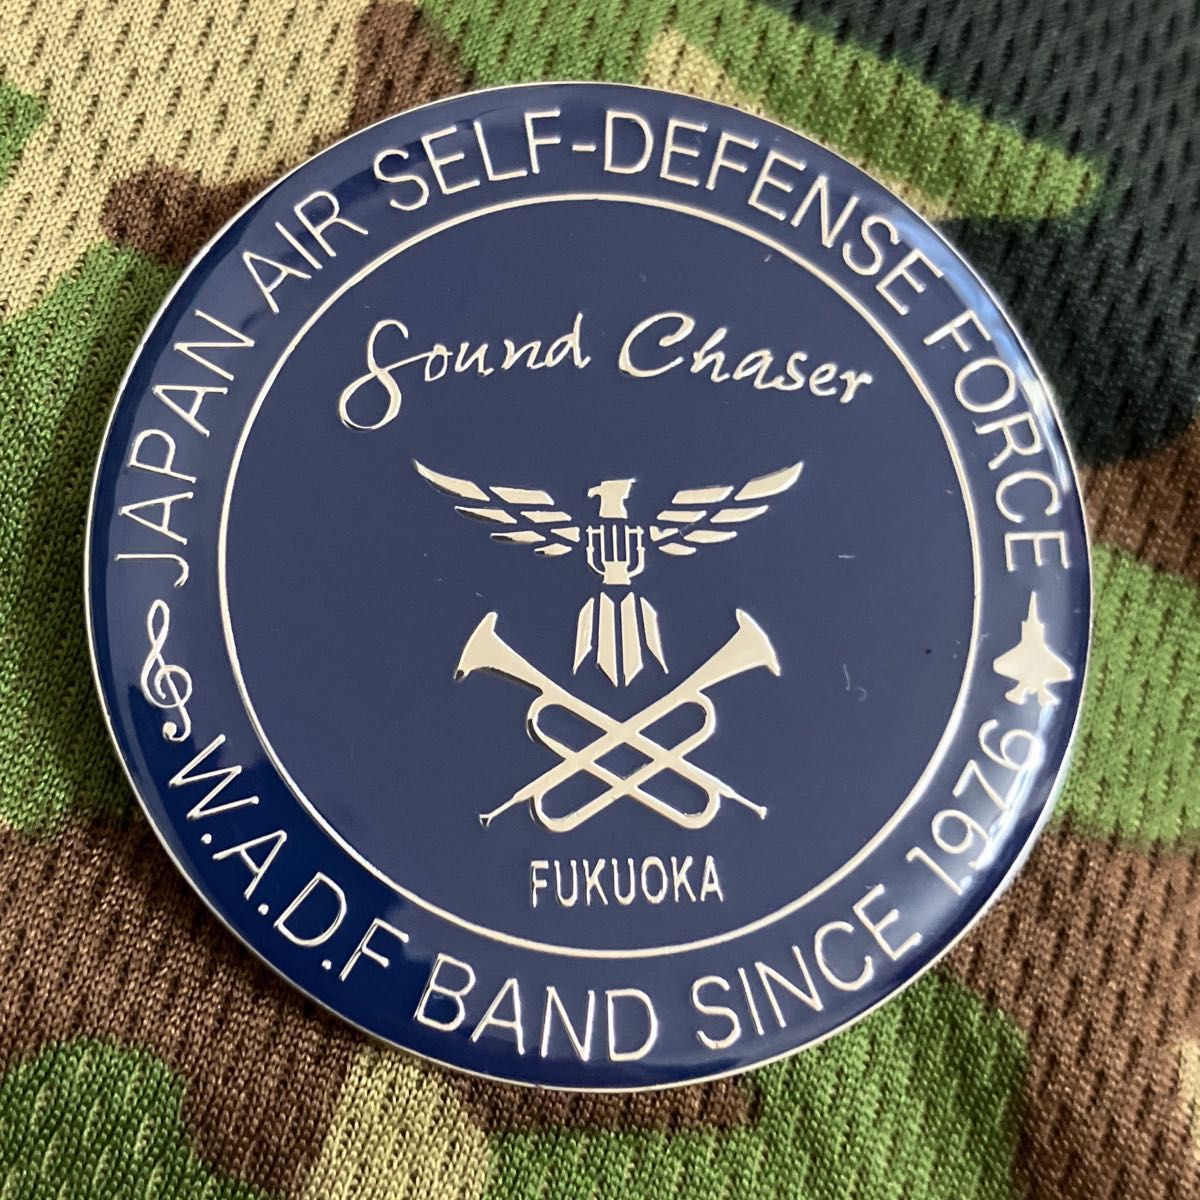 JAPAN AIR SELF-DEFENSE FORCE
Sound Chaser
FUKUOKA
W.A.D.F BAND SINCE 1976